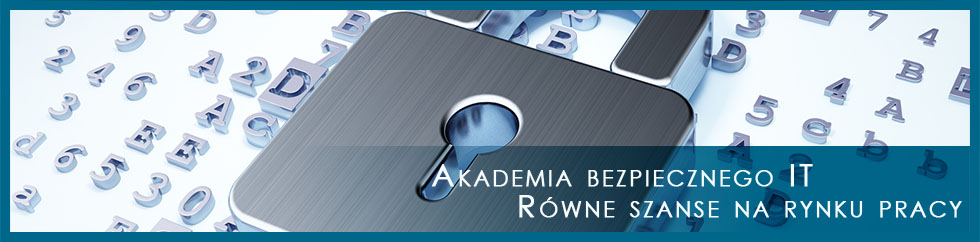 Akademia bezpiecznego IT
Równe szanse na rynku pracy